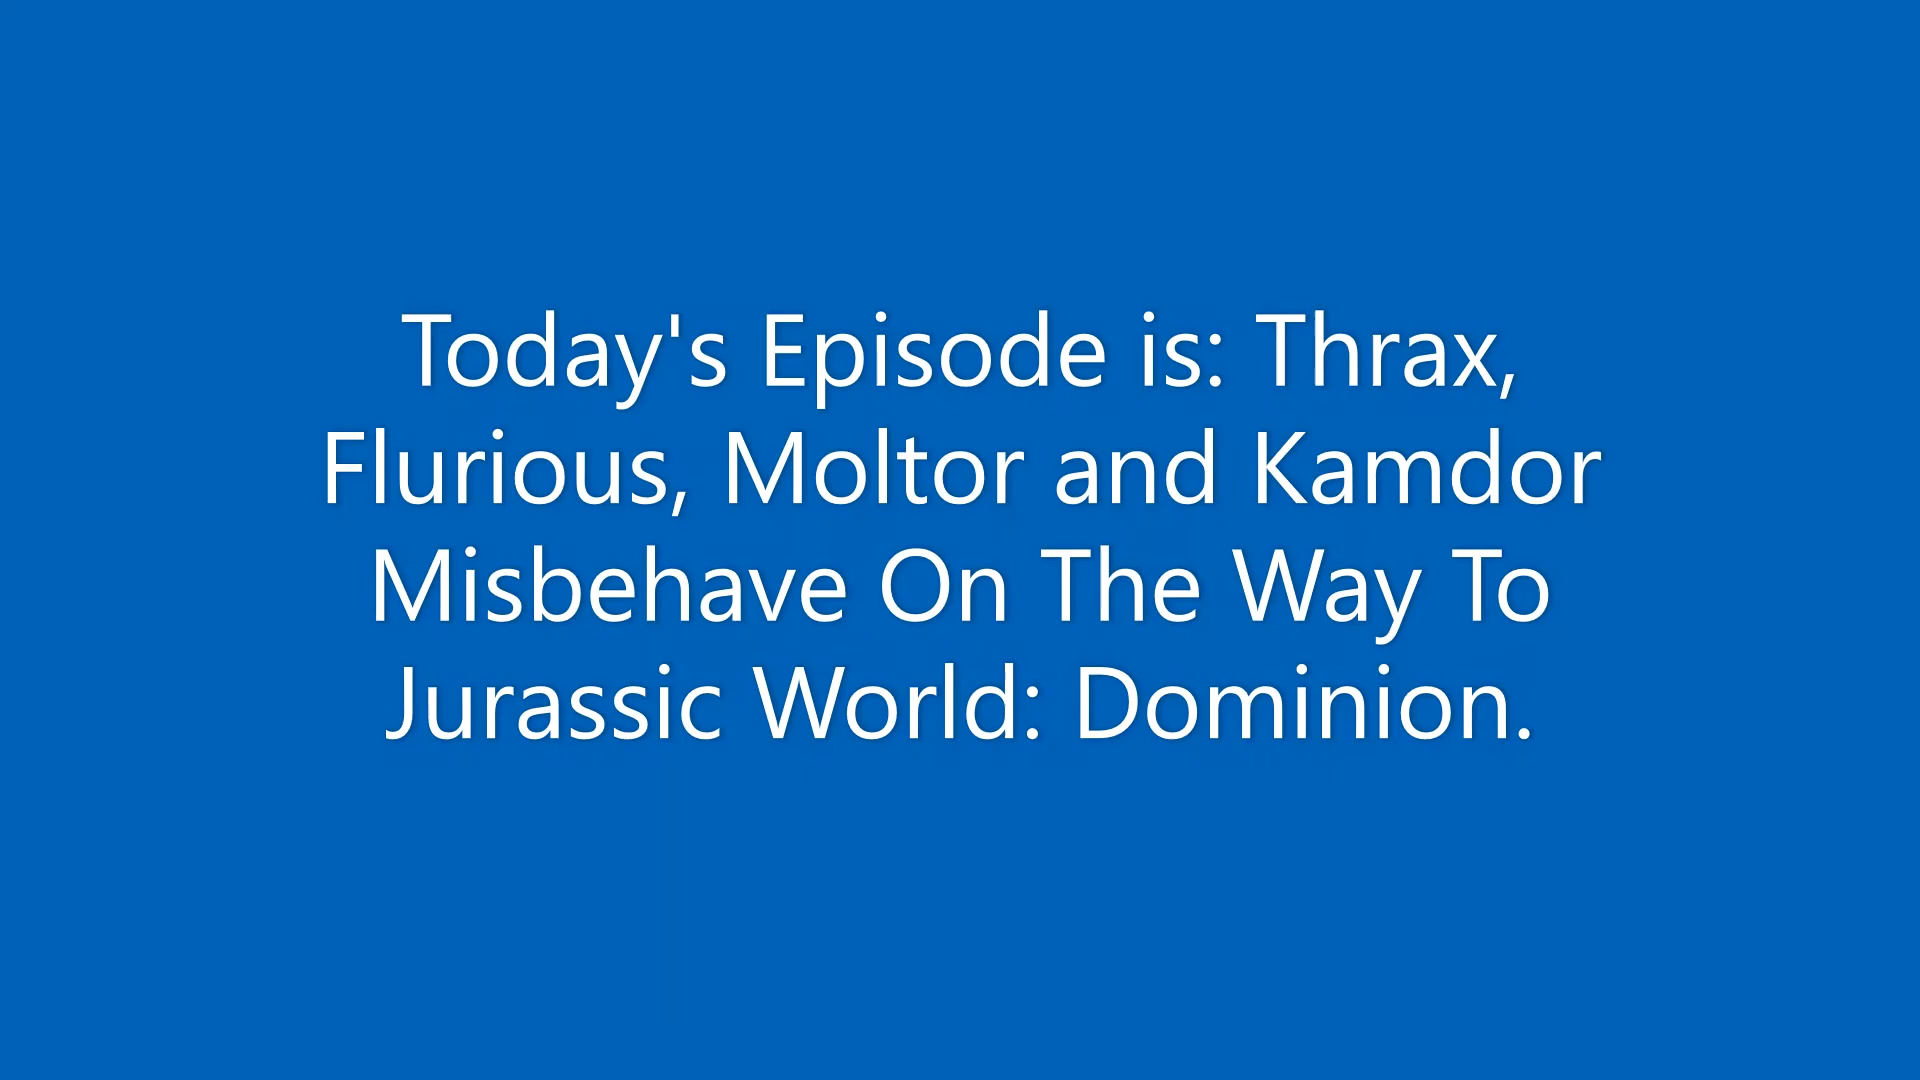 Today's Episode is: Thrax,
Flurious, Moltor and Kamdor
Misbehave On The Way To
Jurassic World: Dominion.